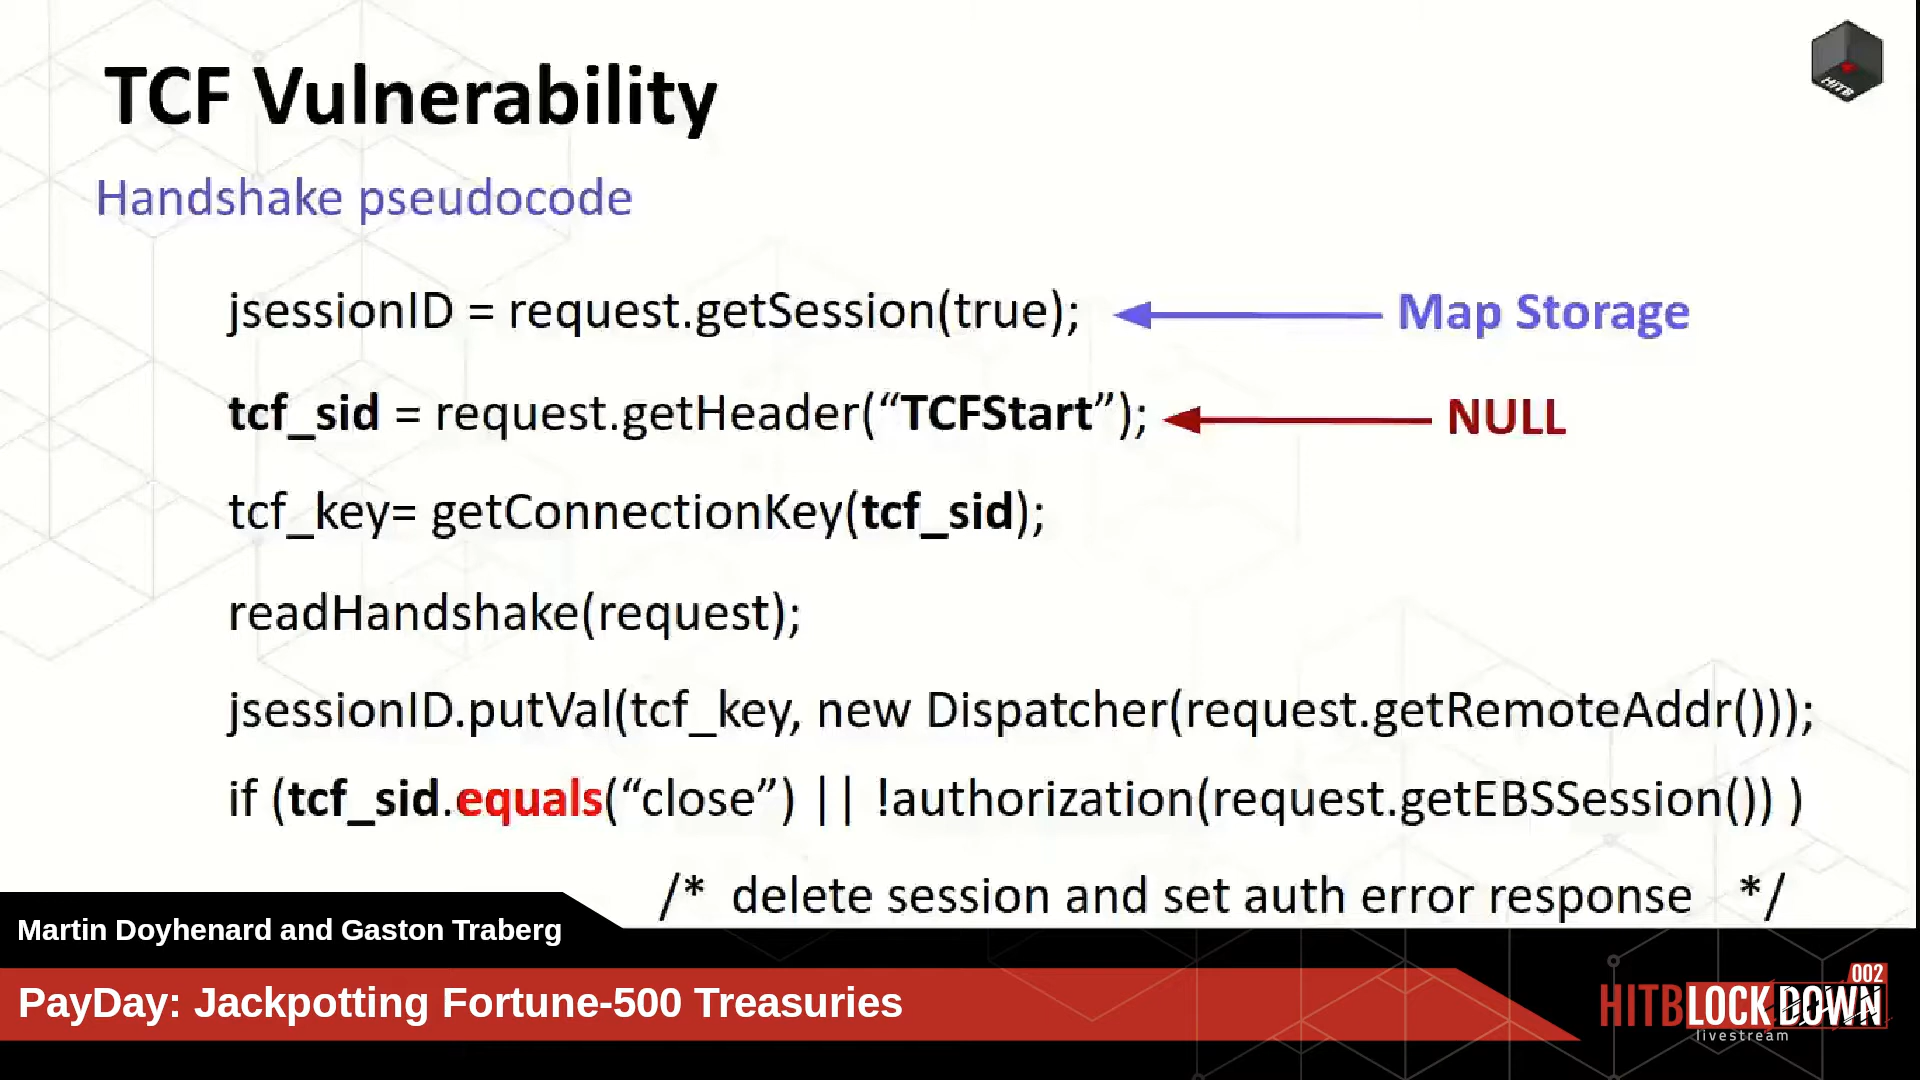 TCF Vulnerability
HITB
Handshake pseudocode
jsessionID = request.getSession(true);
Map Storage
tcf_sid = request.getHeader(“TCFStart”);
NULL
tcf_key= getConnectionKey(tcf_sid);
readHandshake(request);
jsessionID.putVal(tcf_key, new Dispatcher(request.getRemoteAddr()));
if (tcf_sid.equals(“close”) || !authorization(request.getEBSSession()) )
/* delete session and set auth error response */
Martin Doyhenard and Gaston Traberg
PayDay: Jackpotting Fortune-500 Treasuries
002
HITBLOCKDOWN
livestream